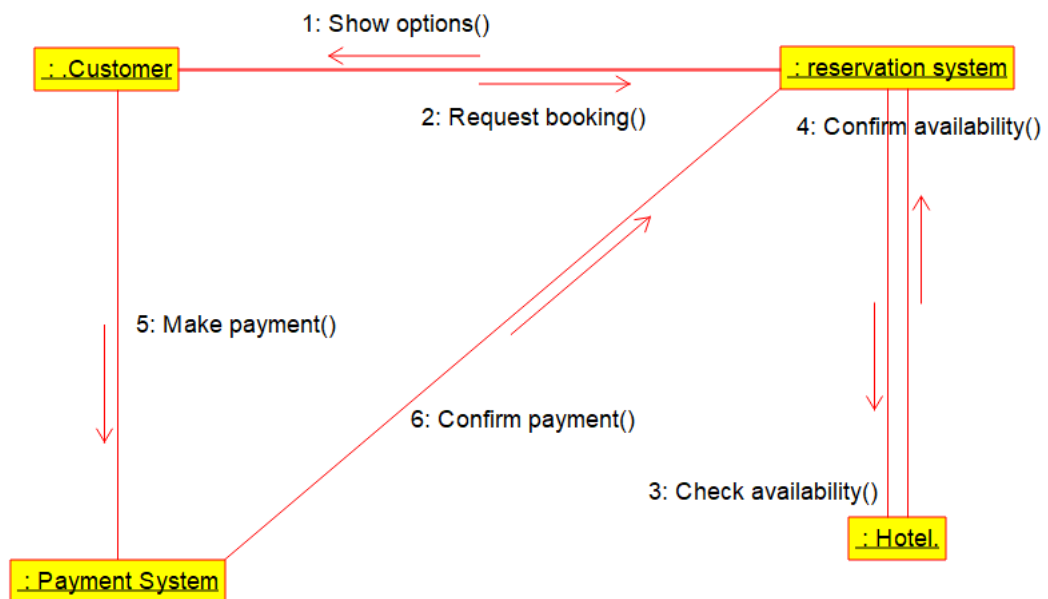 1: Show options()
: .Customer
: reservation system
2: Request booking()
4: Confirm availability()
5: Make payment()
6: Confirm payment()
3: Check availability()
: Hotel.
: Payment System